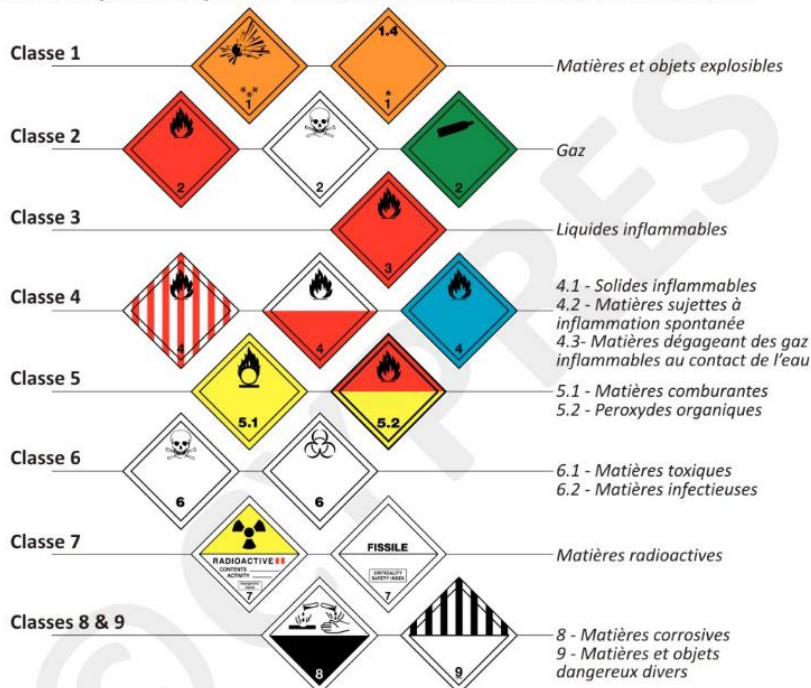 Classe 1
1.4
* * *
1
*
1
Matières et objets explosibles
Classe 2
2
2
2
Gaz
Classe 3
3
Liquides inflammables
Classe 4
4
4
4
4.1 - Solides inflammables
4.2 - Matières sujettes à
inflammation spontanée
4.3- Matières dégageant des gaz
inflammables au contact de l'eau
Classe 5
5.1
5.2
5.1 - Matières comburantes
5.2 - Peroxydes organiques
Classe 6
6
6
6.1 - Matières toxiques
6.2 - Matières infectieuses
Classe 7
RADIOACTIVE II
CONTENTS
ACTIVITY
TRANSPORT
INDEX
7
FISSILE
CRITICALITY
SAFETY INDEX
7
Matières radioactives
Classes 8 & 9
8
9
8 - Matières corrosives
9 - Matières et objets
dangereux divers
©CYPRES